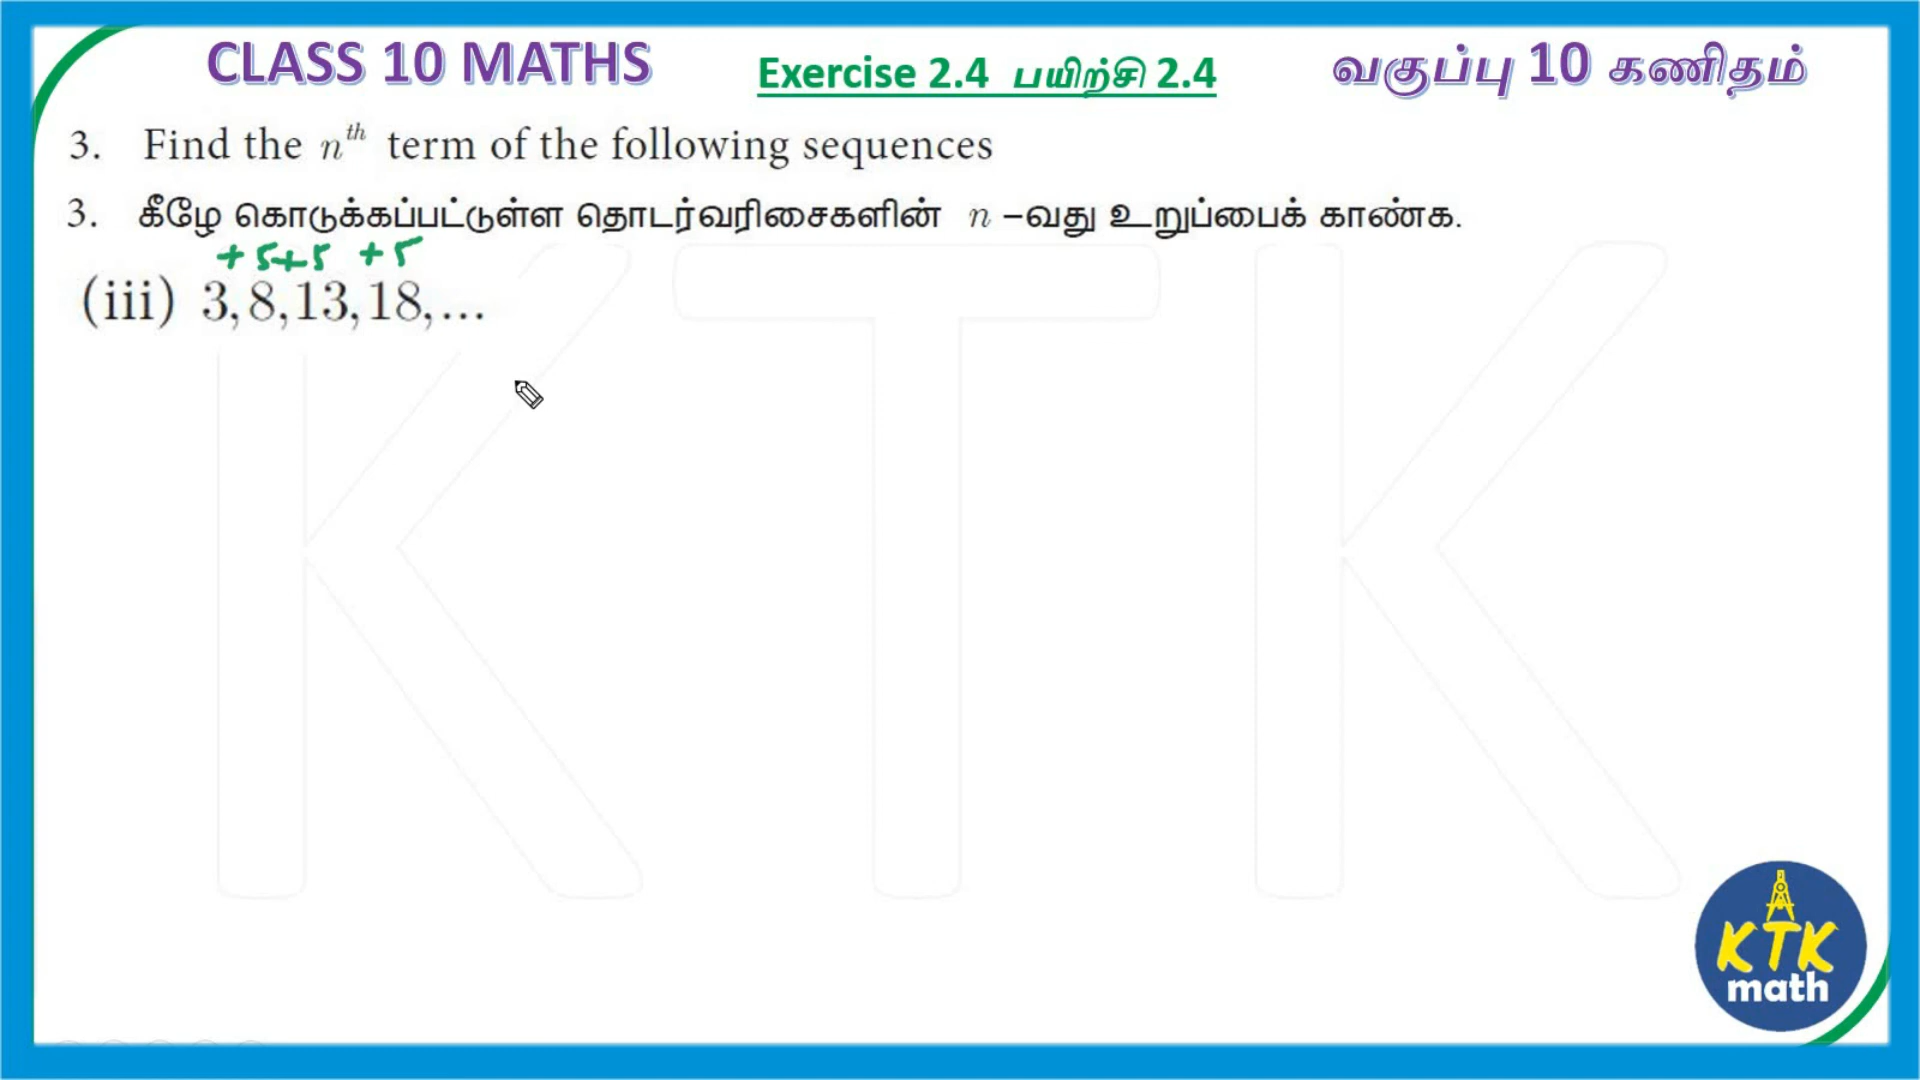 CLASS 10 MATHS Exercise 2.4 பயிற்சி 2.4 வகுப்பு 10 கணிதம்
3. Find the n^th term of the following sequences
3. கீழே கொடுக்கப்பட்டுள்ள தொடர்வரிசைகளின் n –வது உறுப்பைக் காண்க.
+5+5 +5
(iii) 3,8,13,18,...
KTK
KTK
math